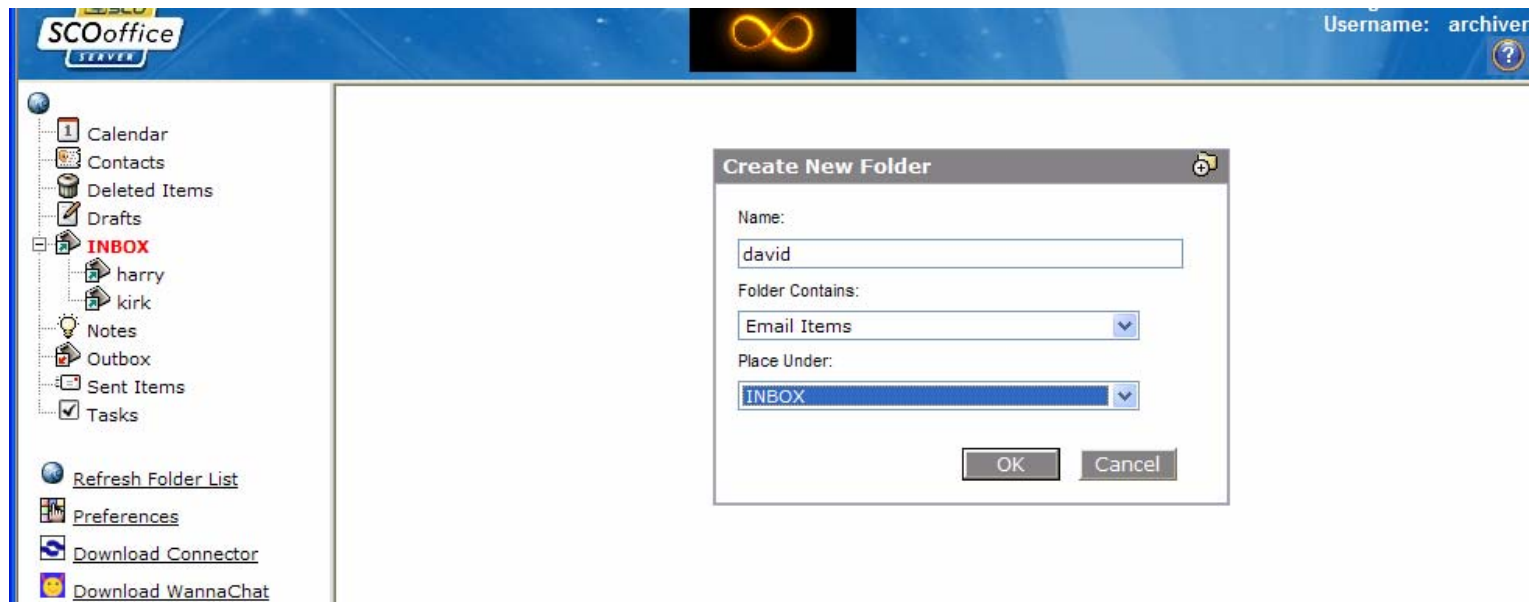 SCO
SCOoffice
SERVER
Username: archiver
?
1 Calendar
Contacts
Deleted Items
Drafts
INBOX
harry
kirk
Notes
Outbox
Sent Items
Tasks
Refresh Folder List
Preferences
Download Connector
Download WannaChat
Create New Folder
Name:
david
Folder Contains:
Email Items
Place Under:
INBOX
OK Cancel